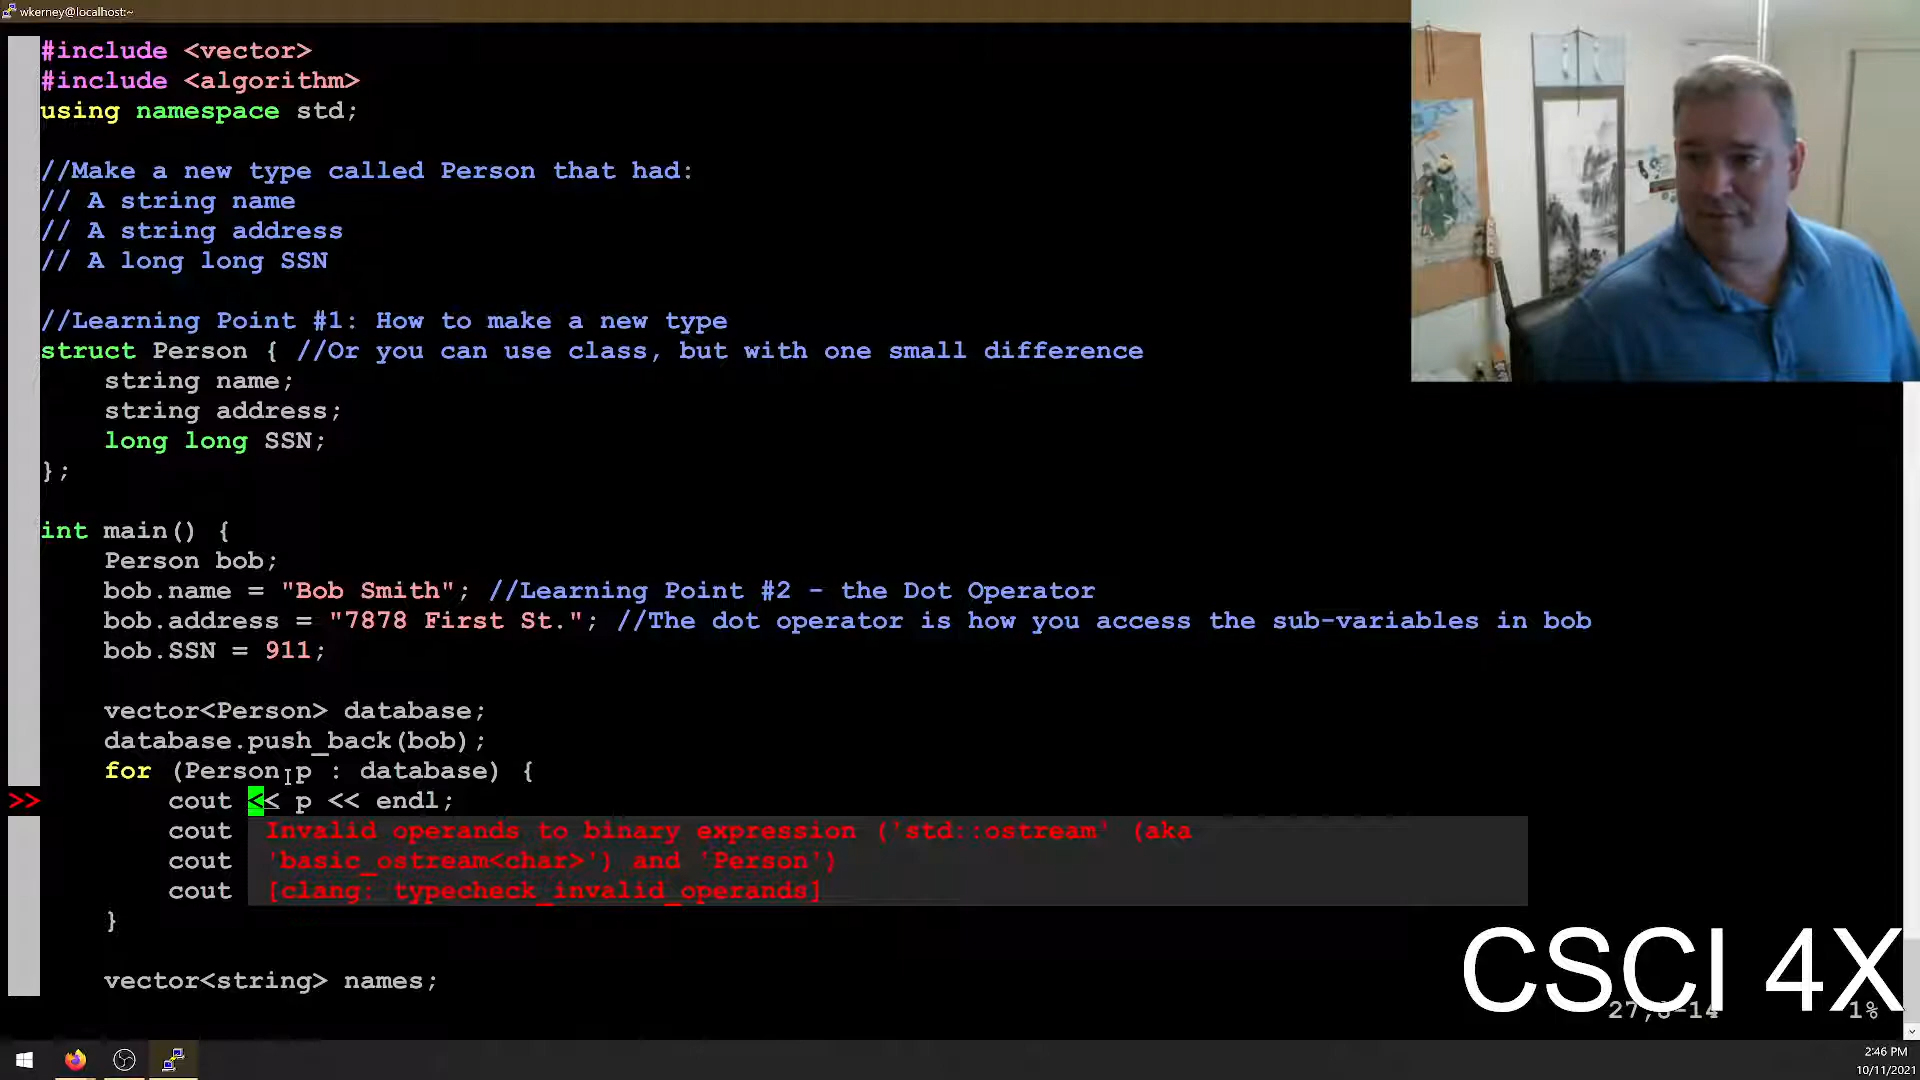 wkerney@localhost:~
#include <vector>
#include <algorithm>
using namespace std;
//Make a new type called Person that had:
// A string name
// A string address
// A long long SSN
//Learning Point #1: How to make a new type
struct Person { //Or you can use class, but with one small difference
string name;
string address;
long long SSN;
};
int main() {
Person bob;
bob.name = "Bob Smith"; //Learning Point #2 - the Dot Operator
bob.address = "7878 First St."; //The dot operator is how you access the sub-variables in bob
bob.SSN = 911;
vector<Person> database;
database.push_back(bob);
for (Person p : database) {
>> cout << p << endl;
cout Invalid operands to binary expression ('std::ostream' (aka
cout 'basic_ostream<char>') and 'Person')
cout [clang: typecheck_invalid_operands]
}
vector<string> names;
CSCI 4X
1%
2:46 PM
10/11/2021